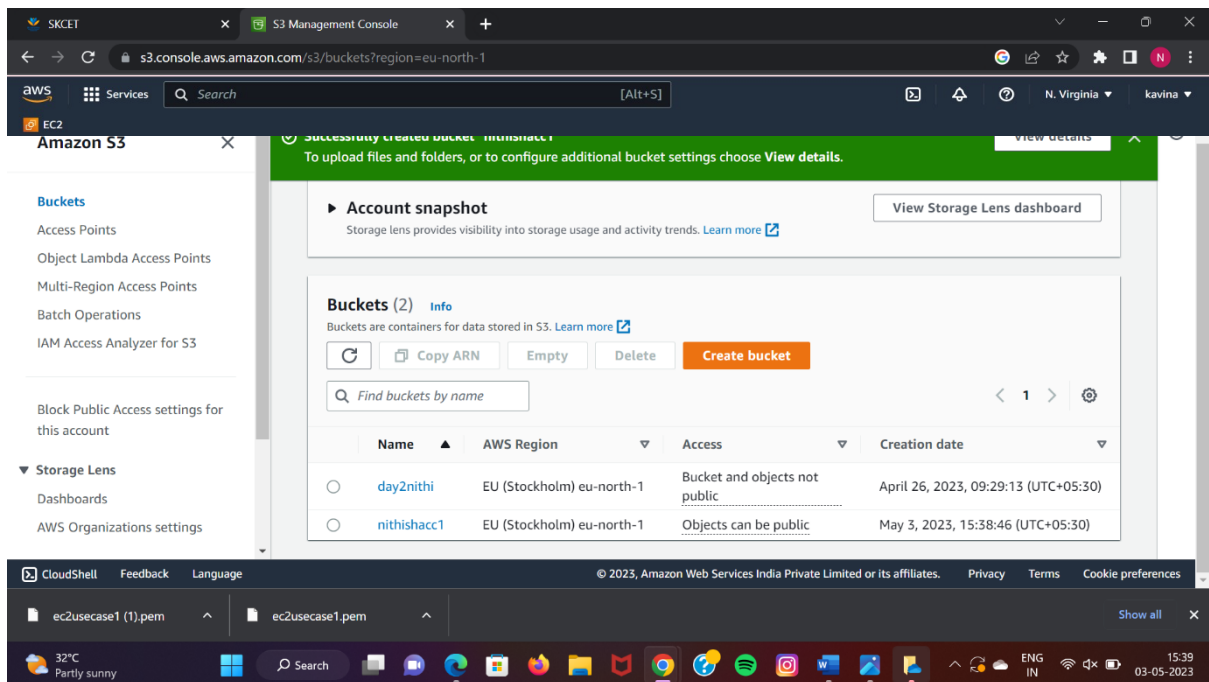 SKCET
S3 Management Console
s3.console.aws.amazon.com/s3/buckets?region=eu-north-1
N
aws
Services
Search
[Alt+S]
N. Virginia
kavina
EC2
Amazon S3
Successfully created bucket "nithishacc1"
View details
To upload files and folders, or to configure additional bucket settings choose View details.
Buckets
Access Points
Object Lambda Access Points
Multi-Region Access Points
Batch Operations
IAM Access Analyzer for S3
Block Public Access settings for
this account
Storage Lens
Dashboards
AWS Organizations settings
Account snapshot
View Storage Lens dashboard
Storage lens provides visibility into storage usage and activity trends. Learn more
Buckets (2) Info
Buckets are containers for data stored in S3. Learn more
Copy ARN
Empty
Delete
Create bucket
Find buckets by name
1
Name AWS Region Access Creation date
day2nithi EU (Stockholm) eu-north-1 Bucket and objects not
public
April 26, 2023, 09:29:13 (UTC+05:30)
nithishacc1 EU (Stockholm) eu-north-1 Objects can be public May 3, 2023, 15:38:46 (UTC+05:30)
CloudShell Feedback Language
© 2023, Amazon Web Services India Private Limited or its affiliates. Privacy Terms Cookie preferences
ec2usecase1 (1).pem
ec2usecase1.pem
Show all
32°C
Partly sunny
Search
ENG
IN
15:39
03-05-2023